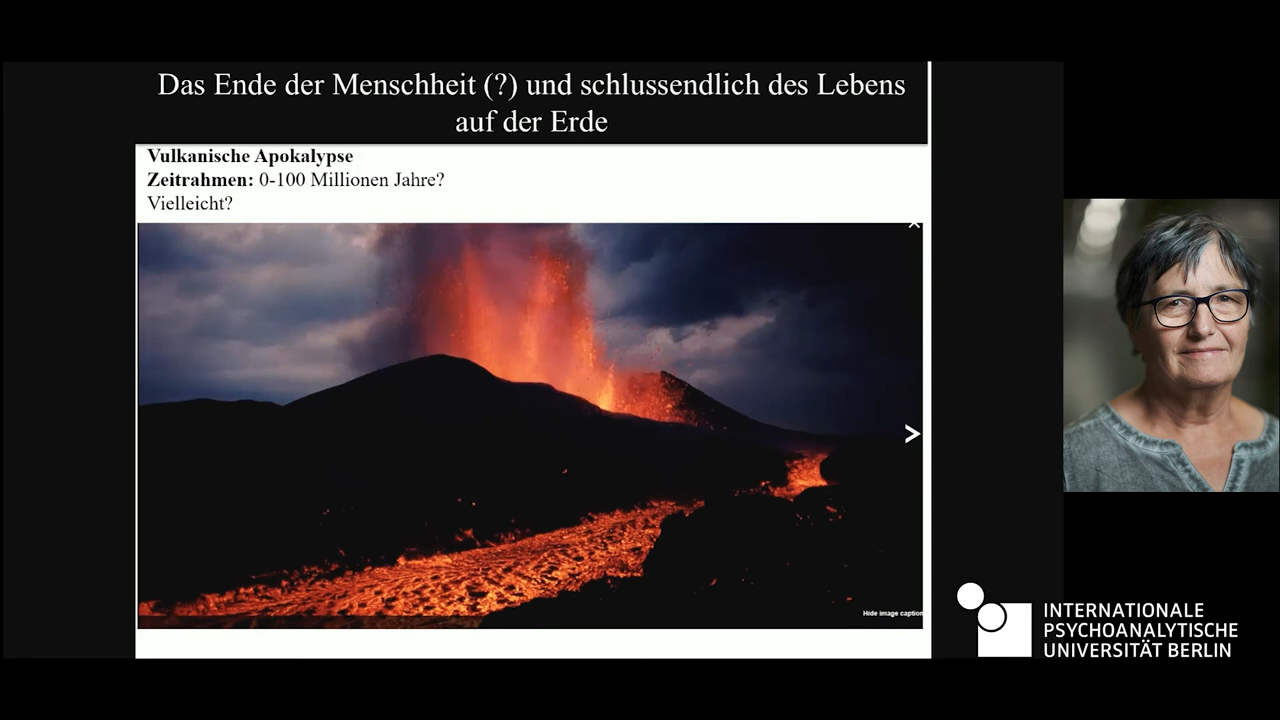 Das Ende der Menschheit (?) und schlussendlich des Lebens
auf der Erde
Vulkanische Apokalypse
Zeitrahmen: 0-100 Millionen Jahre?
Vielleicht?
Hide image caption
INTERNATIONALE
PSYCHOANALYTISCHE
UNIVERSITÄT BERLIN